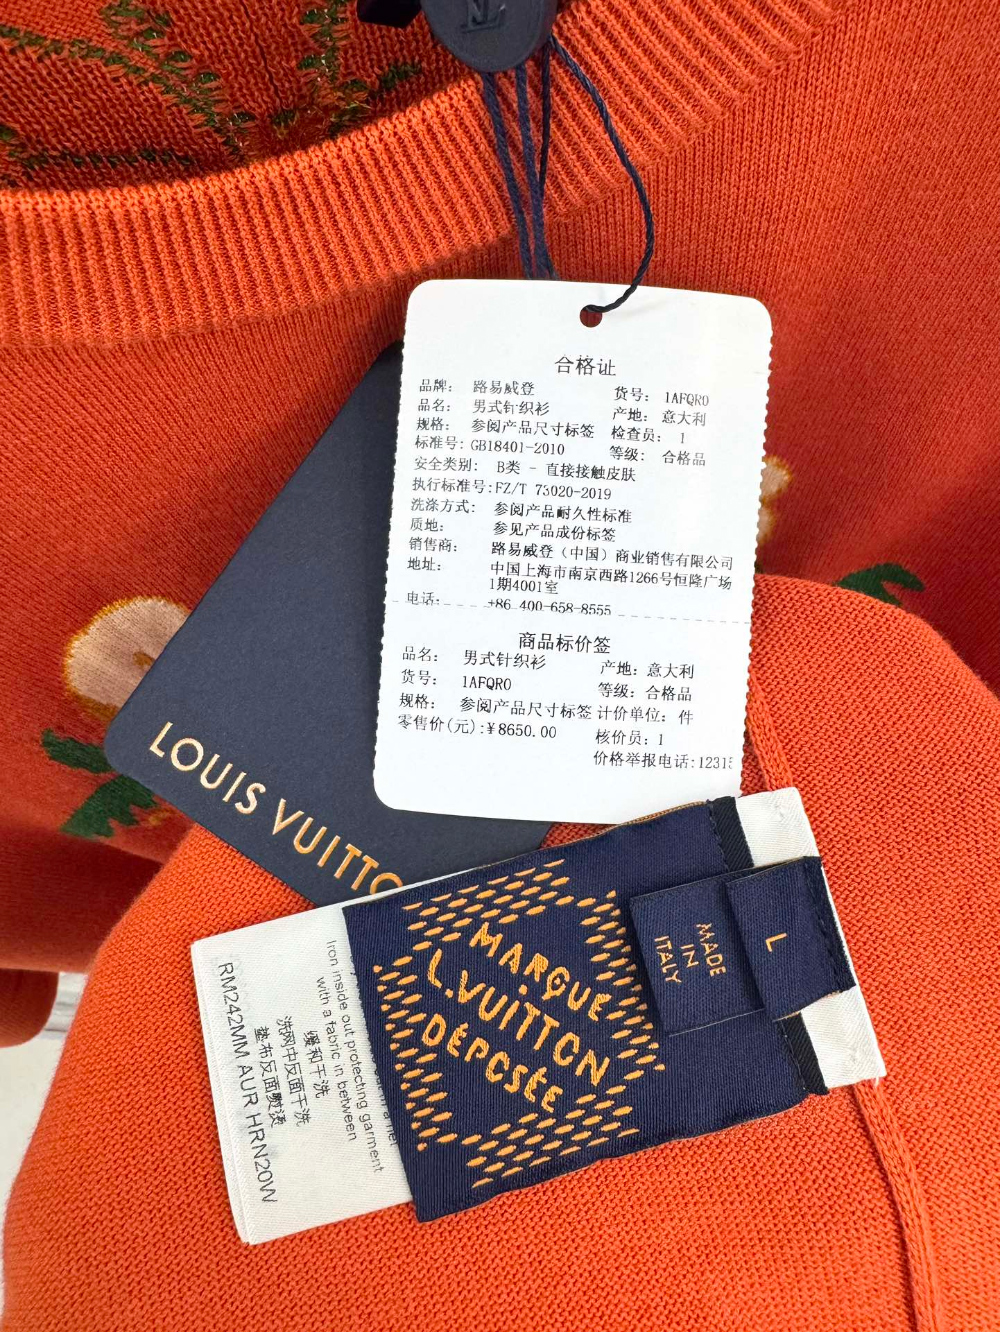 合格证
品牌： 路易威登 货号： 1AFQR0
品名： 男式针织衫 产地： 意大利
规格： 参阅产品尺寸标签 检查员： 1
标准号: GB18401-2010 等级： 合格品
安全类别： B类 - 直接接触皮肤
执行标准号:FZ/T 73020-2019
洗涤方式： 参阅产品耐久性标准
质地： 参见产品成份标签
销售商： 路易威登（中国）商业销售有限公司
地址： 中国上海市南京西路1266号恒隆广场
1期4001室
电话： +86 400-658-8555
商品标价签
品名： 男式针织衫 产地：意大利
货号： 1AFQR0 等级：合格品
规格： 参阅产品尺寸标签 计价单位：件
零售价(元):¥8650.00 核价员：1
价格举报电话:12315
LOUIS VUITTO
MARQUE
L.VUITTON
DÉPOSÉE
MADE
IN
ITALY
L
Iron inside out protecting garment
with a fabric in between
缓和干洗
洗网中反面干洗
垫布反面熨烫
RM242MM AUR HRN20W